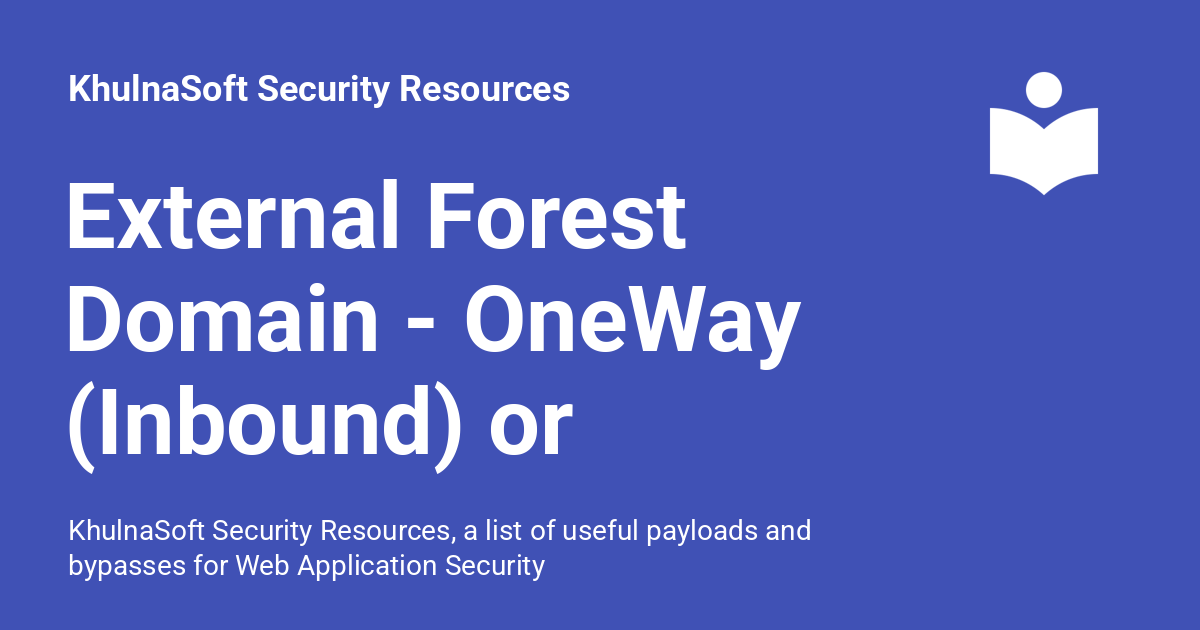 KhulnaSoft Security Resources
External Forest
Domain - OneWay
(Inbound) or
KhulnaSoft Security Resources, a list of useful payloads and
bypasses for Web Application Security